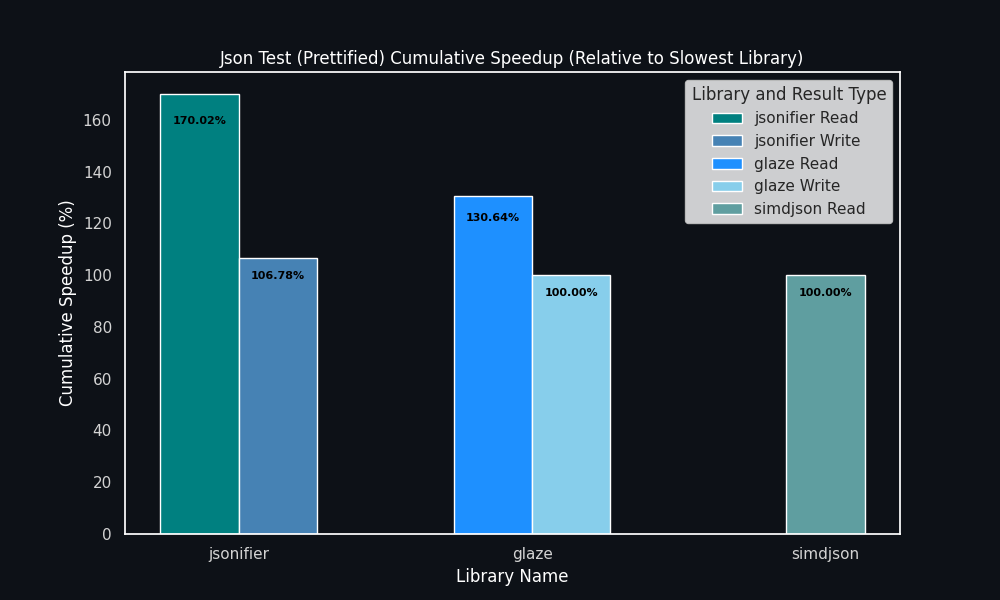 Json Test (Prettified) Cumulative Speedup (Relative to Slowest Library)
Library and Result Type
jsonifier Read
jsonifier Write
glaze Read
glaze Write
simdjson Read
Cumulative Speedup (%)
160
140
120
100
80
60
40
20
0
170.02%
106.78%
130.64%
100.00%
100.00%
jsonifier
glaze
simdjson
Library Name